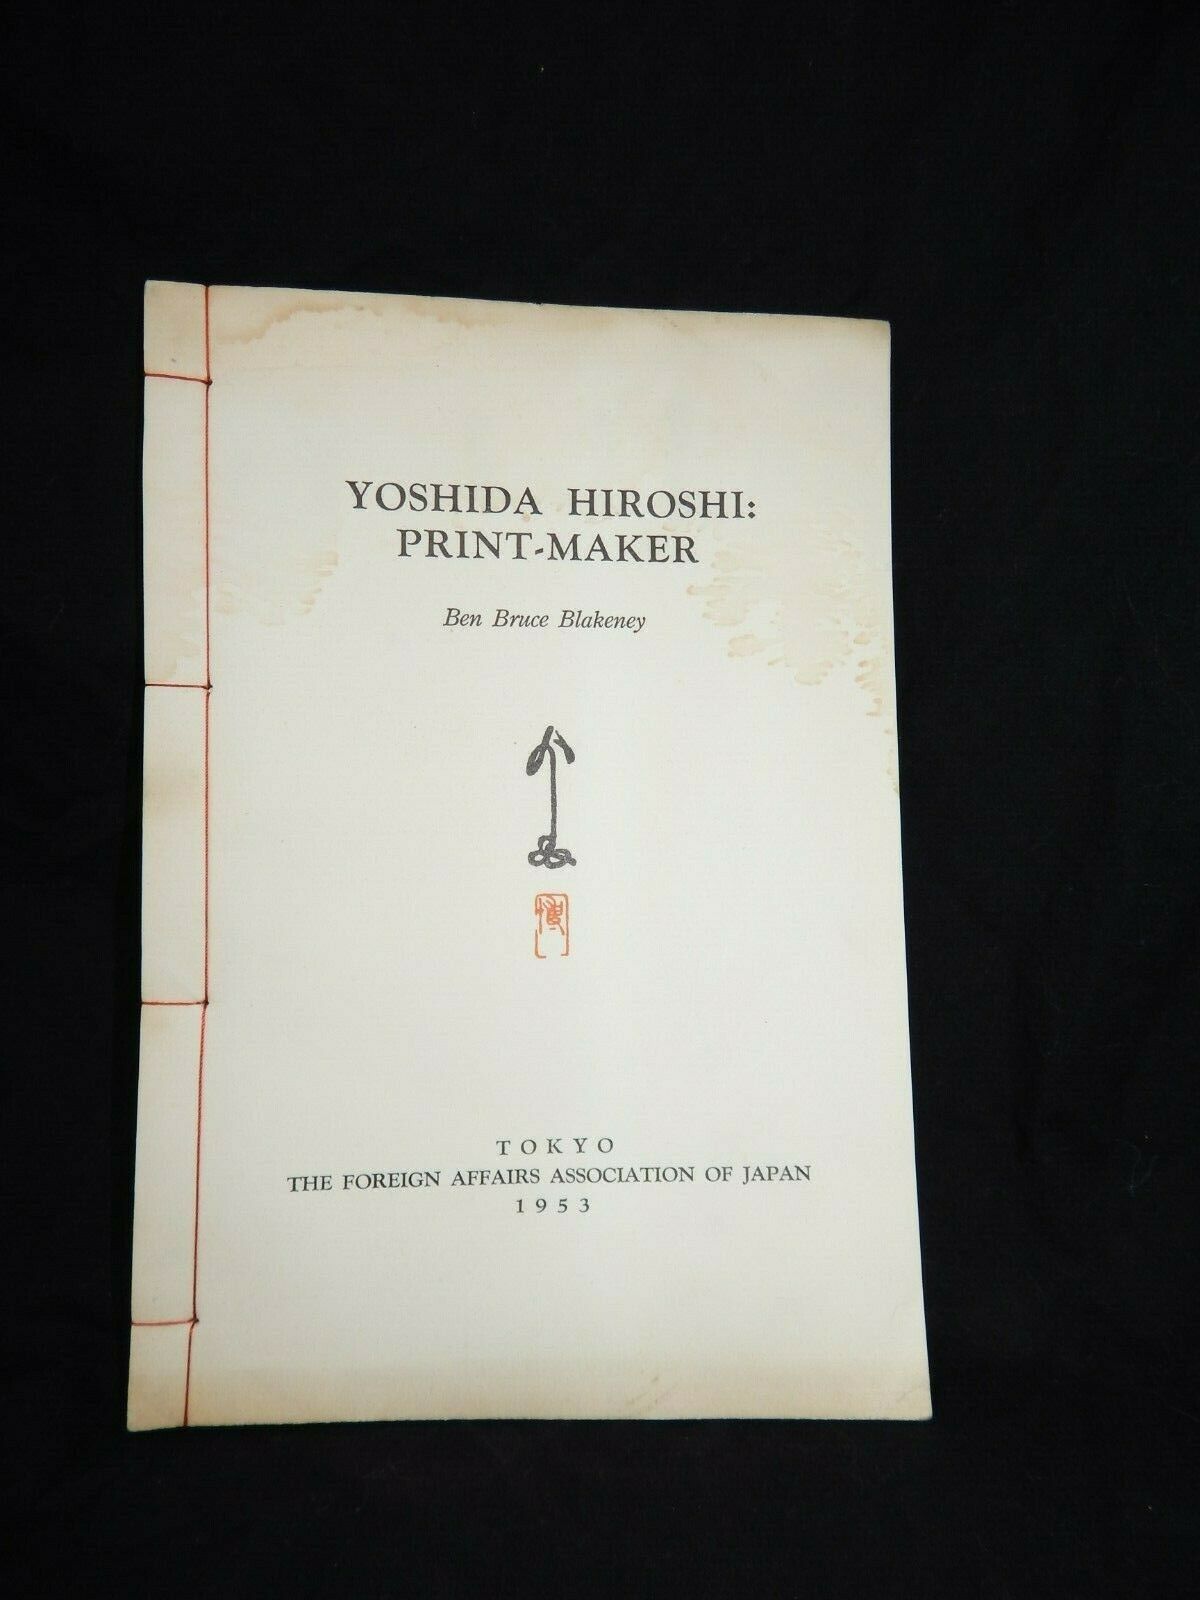 YOSHIDA HIROSHI:
PRINT-MAKER
Ben Bruce Blakeney
TOKYO
THE FOREIGN AFFAIRS ASSOCIATION OF JAPAN
1953